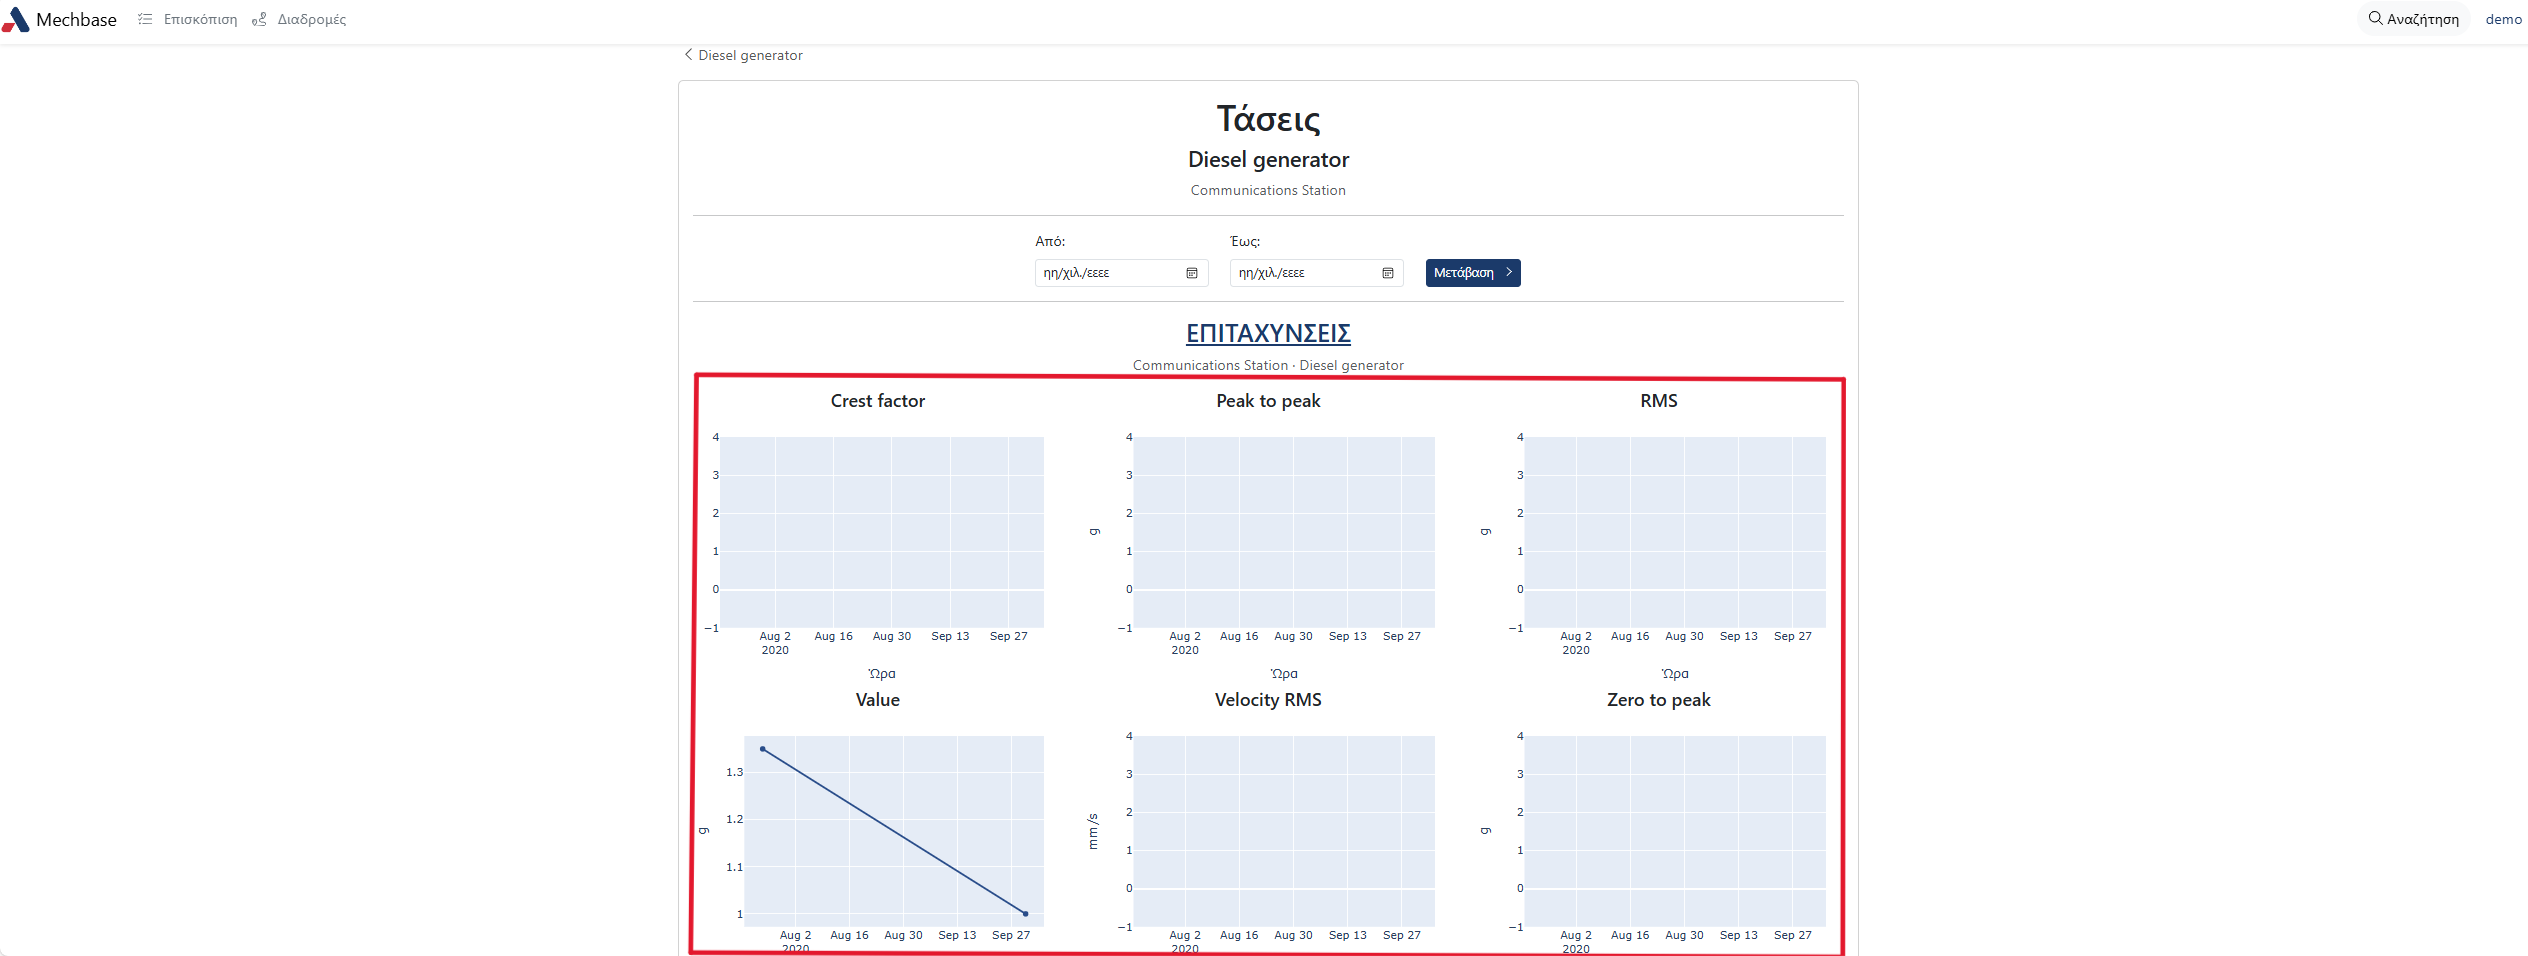 Mechbase Επισκόπιση Διαδρομές Αναζήτηση demo
Diesel generator
Τάσεις
Diesel generator
Communications Station
Από: Έως:
ηη/χιλ./εεεε ηη/χιλ./εεεε Μετάβαση
ΕΠΙΤΑΧΥΝΣΕΙΣ
Communications Station · Diesel generator
Crest factor Peak to peak RMS
4 4 4
3 3 3
2 2 2
g g
1 1 1
0 0 0
−1 −1 −1
Aug 2 Aug 16 Aug 30 Sep 13 Sep 27 Aug 2 Aug 16 Aug 30 Sep 13 Sep 27 Aug 2 Aug 16 Aug 30 Sep 13 Sep 27
2020 2020 2020
Ώρα Ώρα Ώρα
Value Velocity RMS Zero to peak
4 4
1.3 3 3
1.2 2 2
g mm/s g
1.1 1 1
1 0 0
−1 −1
Aug 2 Aug 16 Aug 30 Sep 13 Sep 27 Aug 2 Aug 16 Aug 30 Sep 13 Sep 27 Aug 2 Aug 16 Aug 30 Sep 13 Sep 27
2020 2020 2020